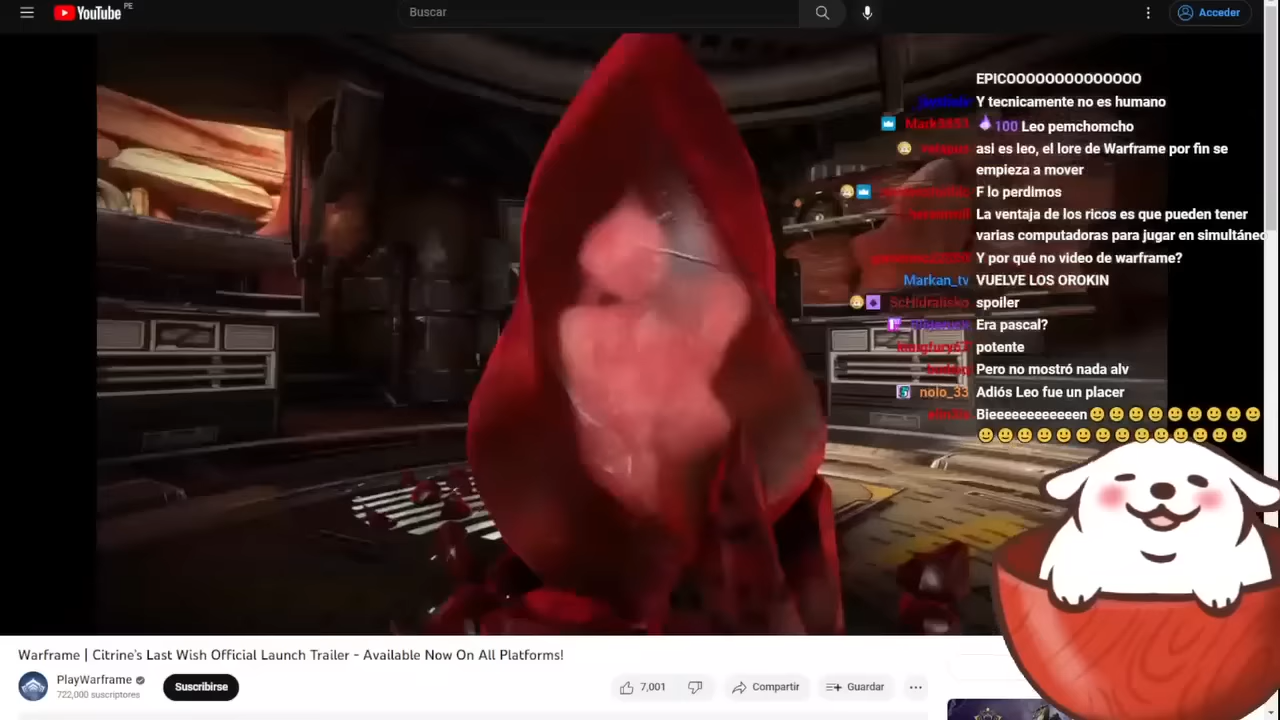 YouTube PE
Buscar
Acceder
EPICOOOOOOOOOOOOOO
Y tecnicamente no es humano
100 Leo pemchomcho
asi es leo, el lore de Warframe por fin se
empieza a mover
F lo perdimos
La ventaja de los ricos es que pueden tener
varias computadoras para jugar en simultáneo
Y por qué no video de warframe?
Markan_tv VUELVE LOS OROKIN
ScHidralisko spoiler
Era pascal?
potente
Pero no mostró nada alv
nolo_33 Adiós Leo fue un placer
Bieeeeeeeeeeeen
Warframe | Citrine's Last Wish Official Launch Trailer - Available Now On All Platforms!
PlayWarframe
722,000 suscriptores
Suscribirse
7,001
Compartir
Guardar